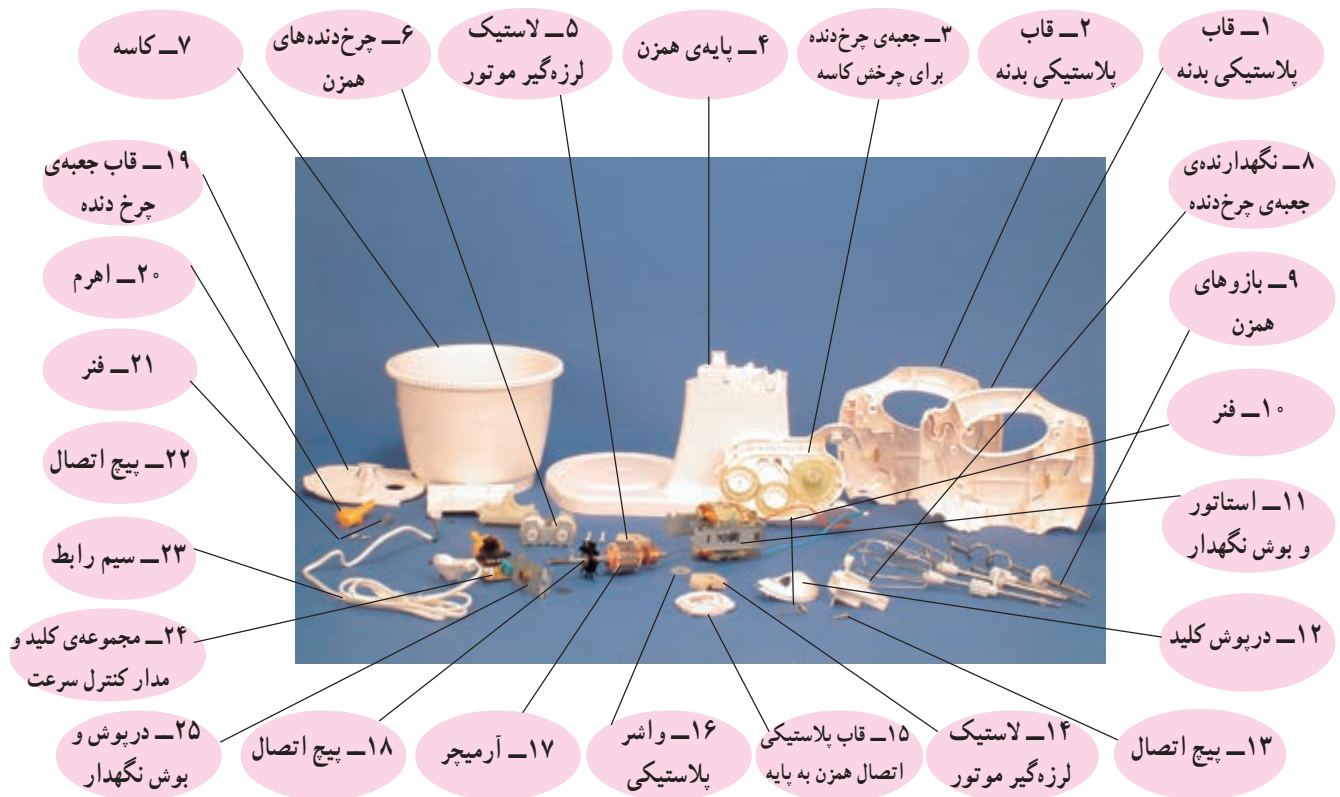 ۱ــ قاب
پلاستیکی بدنه
۲ــ قاب
پلاستیکی بدنه
۳ــ جعبه‌ی چرخ‌دنده
برای چرخش کاسه
۴ــ پایه‌ی همزن
۵ــ لاستیک
لرزه‌گیر موتور
۶ــ چرخ‌دنده‌های
همزن
۷ــ کاسه
۸ــ نگهدارنده‌ی
جعبه‌ی چرخ‌دنده
۹ــ بازوهای
همزن
۱۰ــ فنر
۱۱ــ استاتور
و بوش نگهدار
۱۲ــ درپوش کلید
۱۳ــ پیچ اتصال
۱۴ــ لاستیک
لرزه‌گیر موتور
۱۵ــ قاب پلاستیکی
اتصال همزن به پایه
۱۶ــ واشر
پلاستیکی
۱۷ــ آرمیچر
۱۸ــ پیچ اتصال
۱۹ــ قاب جعبه‌ی
چرخ دنده
۲۰ــ اهرم
۲۱ــ فنر
۲۲ــ پیچ اتصال
۲۳ــ سیم رابط
۲۴ــ مجموعه‌ی کلید و
مدار کنترل سرعت
۲۵ــ درپوش و
بوش نگهدار